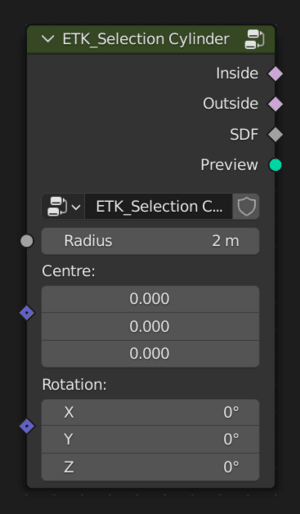 ETK_Selection Cylinder
Inside
Outside
SDF
Preview
ETK_Selection C...
Radius 2 m
Centre:
0.000
0.000
0.000
Rotation:
X 0°
Y 0°
Z 0°